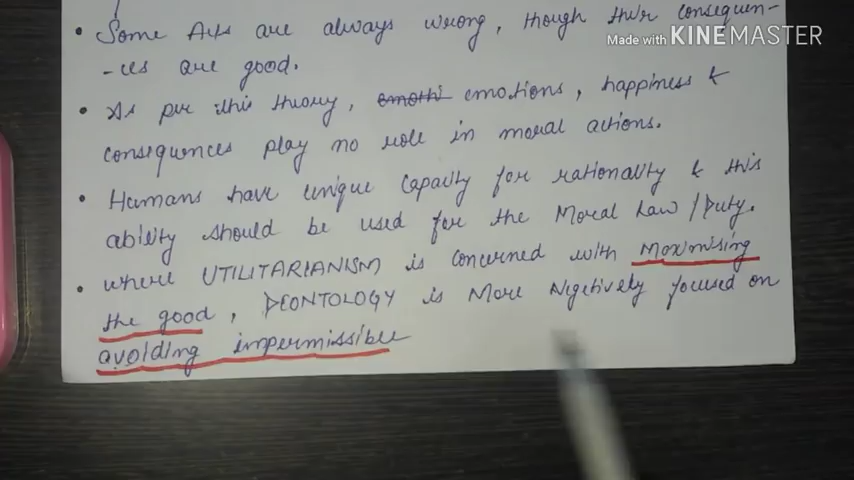 • Some Acts are always wrong, though their consequen-
Made with KINEMASTER
-ces are good.
• As per this theory, emothi emotions, happiness &
consequences play no role in moral actions.
• Humans have unique capacity for rationality & this
ability should be used for the Moral Law / Duty.
• where UTILITARIANISM is concerned with Maximising
the good, DEONTOLOGY is More Negetively focused on
avoiding impermissible